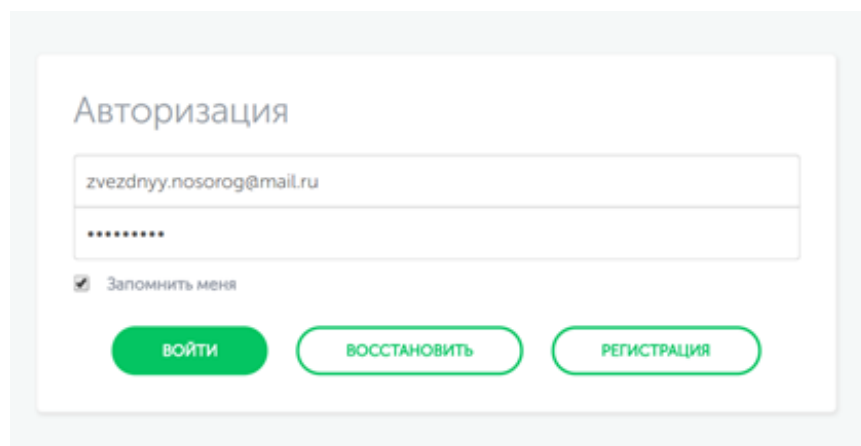 Авторизация
zvezdnyy.nosorog@mail.ru
•••••••••
Запомнить меня
ВОЙТИ ВОССТАНОВИТЬ РЕГИСТРАЦИЯ